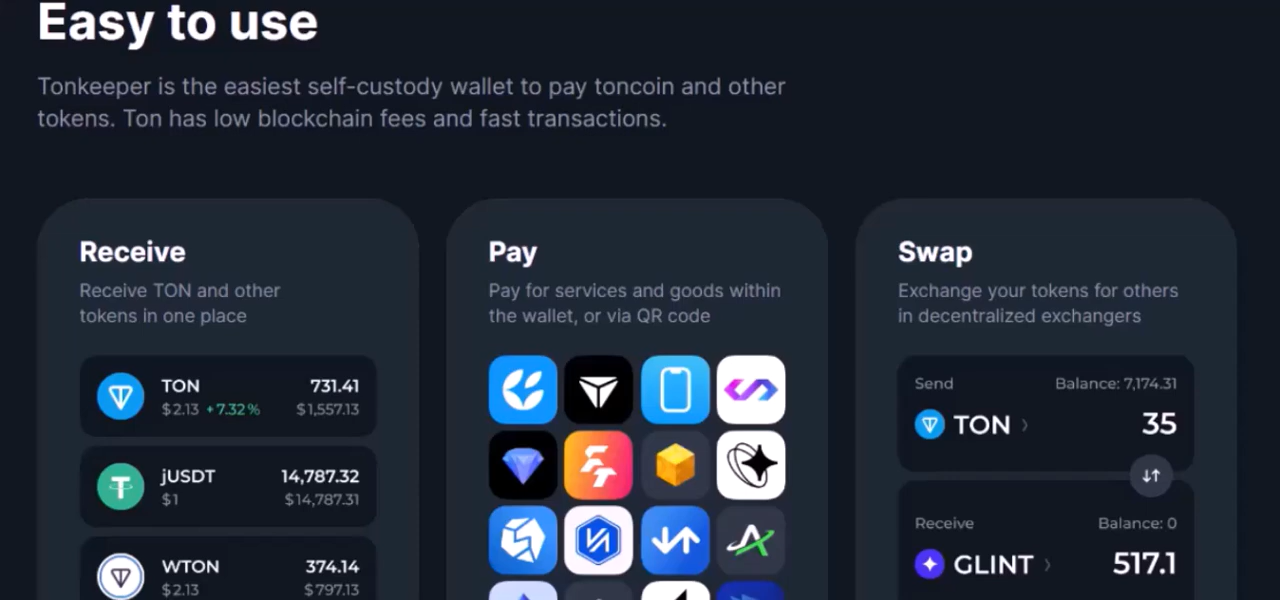 Easy to use
Tonkeeper is the easiest self-custody wallet to pay toncoin and other
tokens. Ton has low blockchain fees and fast transactions.
Receive
Receive TON and other
tokens in one place
TON 731.41
$2.13 +7.32% $1,557.13
jUSDT 14,787.32
$1 $14,787.31
WTON 374.14
$2.13 $797.13
Pay
Pay for services and goods within
the wallet, or via QR code
Swap
Exchange your tokens for others
in decentralized exchangers
Send Balance: 7,174.31
TON 35
Receive Balance: 0
GLINT 517.1